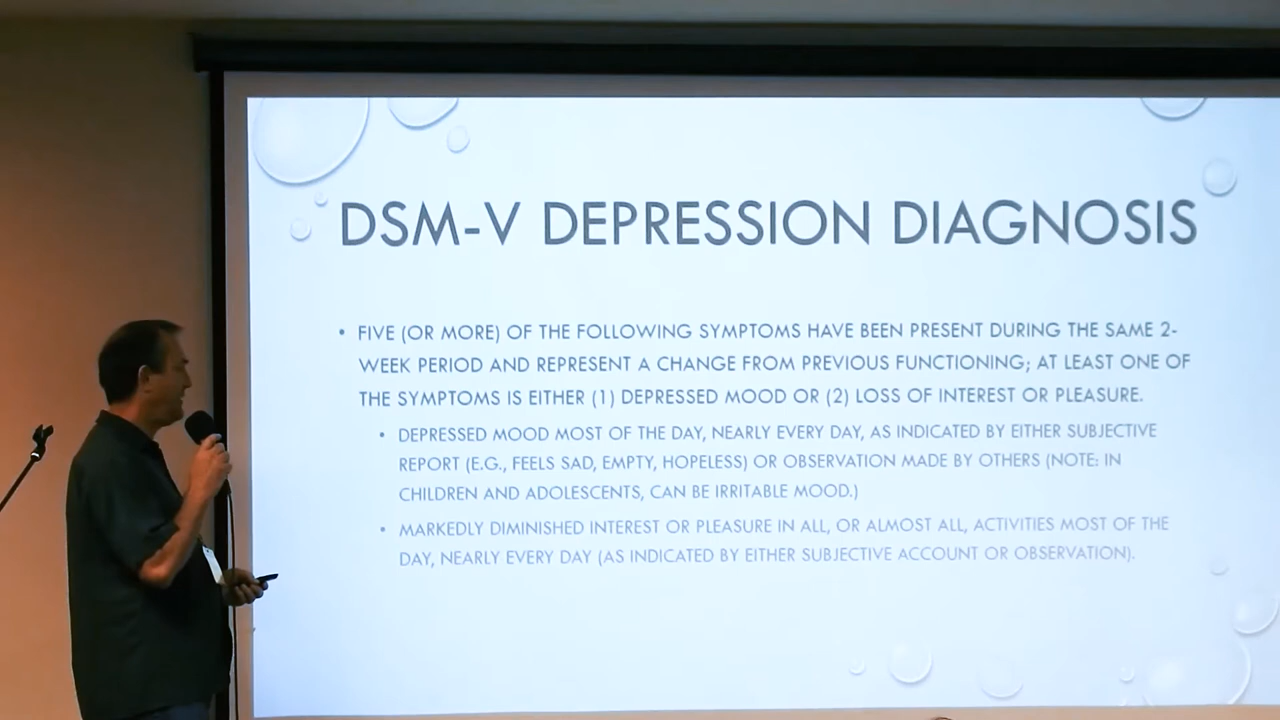 DSM-V DEPRESSION DIAGNOSIS
• FIVE (OR MORE) OF THE FOLLOWING SYMPTOMS HAVE BEEN PRESENT DURING THE SAME 2-
WEEK PERIOD AND REPRESENT A CHANGE FROM PREVIOUS FUNCTIONING; AT LEAST ONE OF
THE SYMPTOMS IS EITHER (1) DEPRESSED MOOD OR (2) LOSS OF INTEREST OR PLEASURE.
• DEPRESSED MOOD MOST OF THE DAY, NEARLY EVERY DAY, AS INDICATED BY EITHER SUBJECTIVE
REPORT (E.G., FEELS SAD, EMPTY, HOPELESS) OR OBSERVATION MADE BY OTHERS (NOTE: IN
CHILDREN AND ADOLESCENTS, CAN BE IRRITABLE MOOD.)
• MARKEDLY DIMINISHED INTEREST OR PLEASURE IN ALL, OR ALMOST ALL, ACTIVITIES MOST OF THE
DAY, NEARLY EVERY DAY (AS INDICATED BY EITHER SUBJECTIVE ACCOUNT OR OBSERVATION).